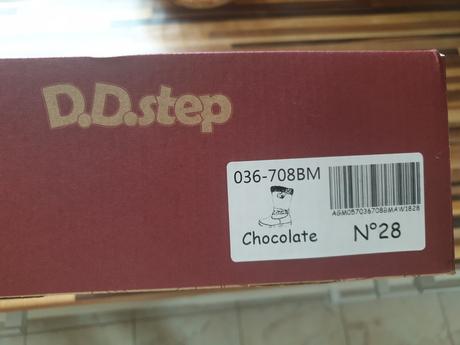 D.D.step
036-708BM
AGM057036708BMAW1828
Chocolate
N°28